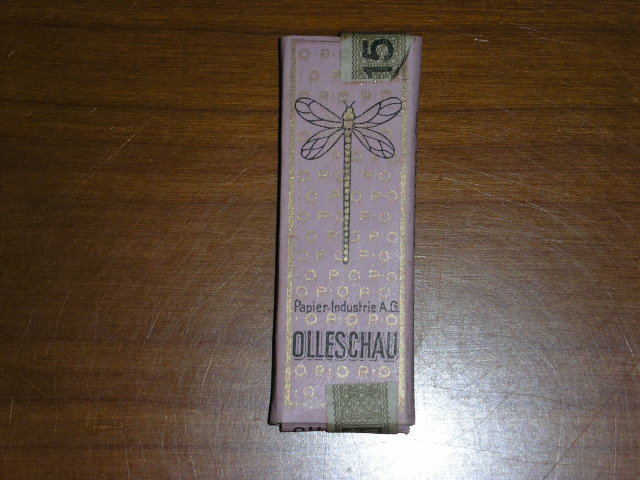 15
Papier-Industrie A.G.
OLLESCHAU